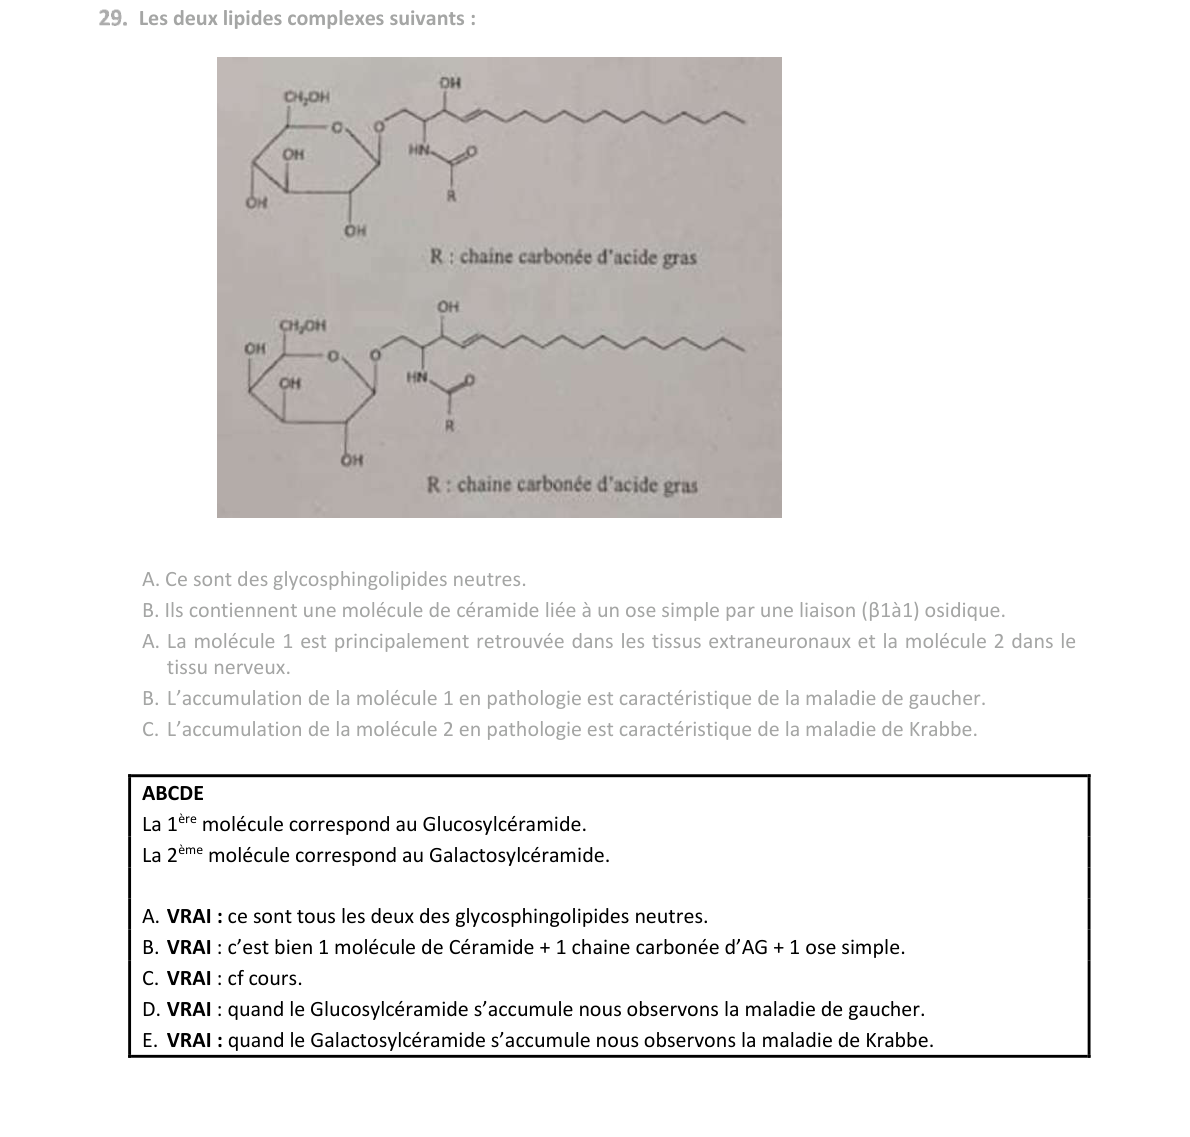 29. Les deux lipides complexes suivants :
OH
CH₂OH
O
O
OH
HN
O
OH
R
OH
R : chaine carbonée d'acide gras
OH
CH₂OH
OH
O
O
OH
HN
O
R
OH
R : chaine carbonée d'acide gras
A. Ce sont des glycosphingolipides neutres.
B. Ils contiennent une molécule de céramide liée à un ose simple par une liaison (β1à1) osidique.
A. La molécule 1 est principalement retrouvée dans les tissus extraneuronaux et la molécule 2 dans le
tissu nerveux.
B. L'accumulation de la molécule 1 en pathologie est caractéristique de la maladie de gaucher.
C. L'accumulation de la molécule 2 en pathologie est caractéristique de la maladie de Krabbe.
ABCDE
La 1ère molécule correspond au Glucosylcéramide.
La 2ème molécule correspond au Galactosylcéramide.
A. VRAI : ce sont tous les deux des glycosphingolipides neutres.
B. VRAI : c'est bien 1 molécule de Céramide + 1 chaine carbonée d'AG + 1 ose simple.
C. VRAI : cf cours.
D. VRAI : quand le Glucosylcéramide s'accumule nous observons la maladie de gaucher.
E. VRAI : quand le Galactosylcéramide s'accumule nous observons la maladie de Krabbe.